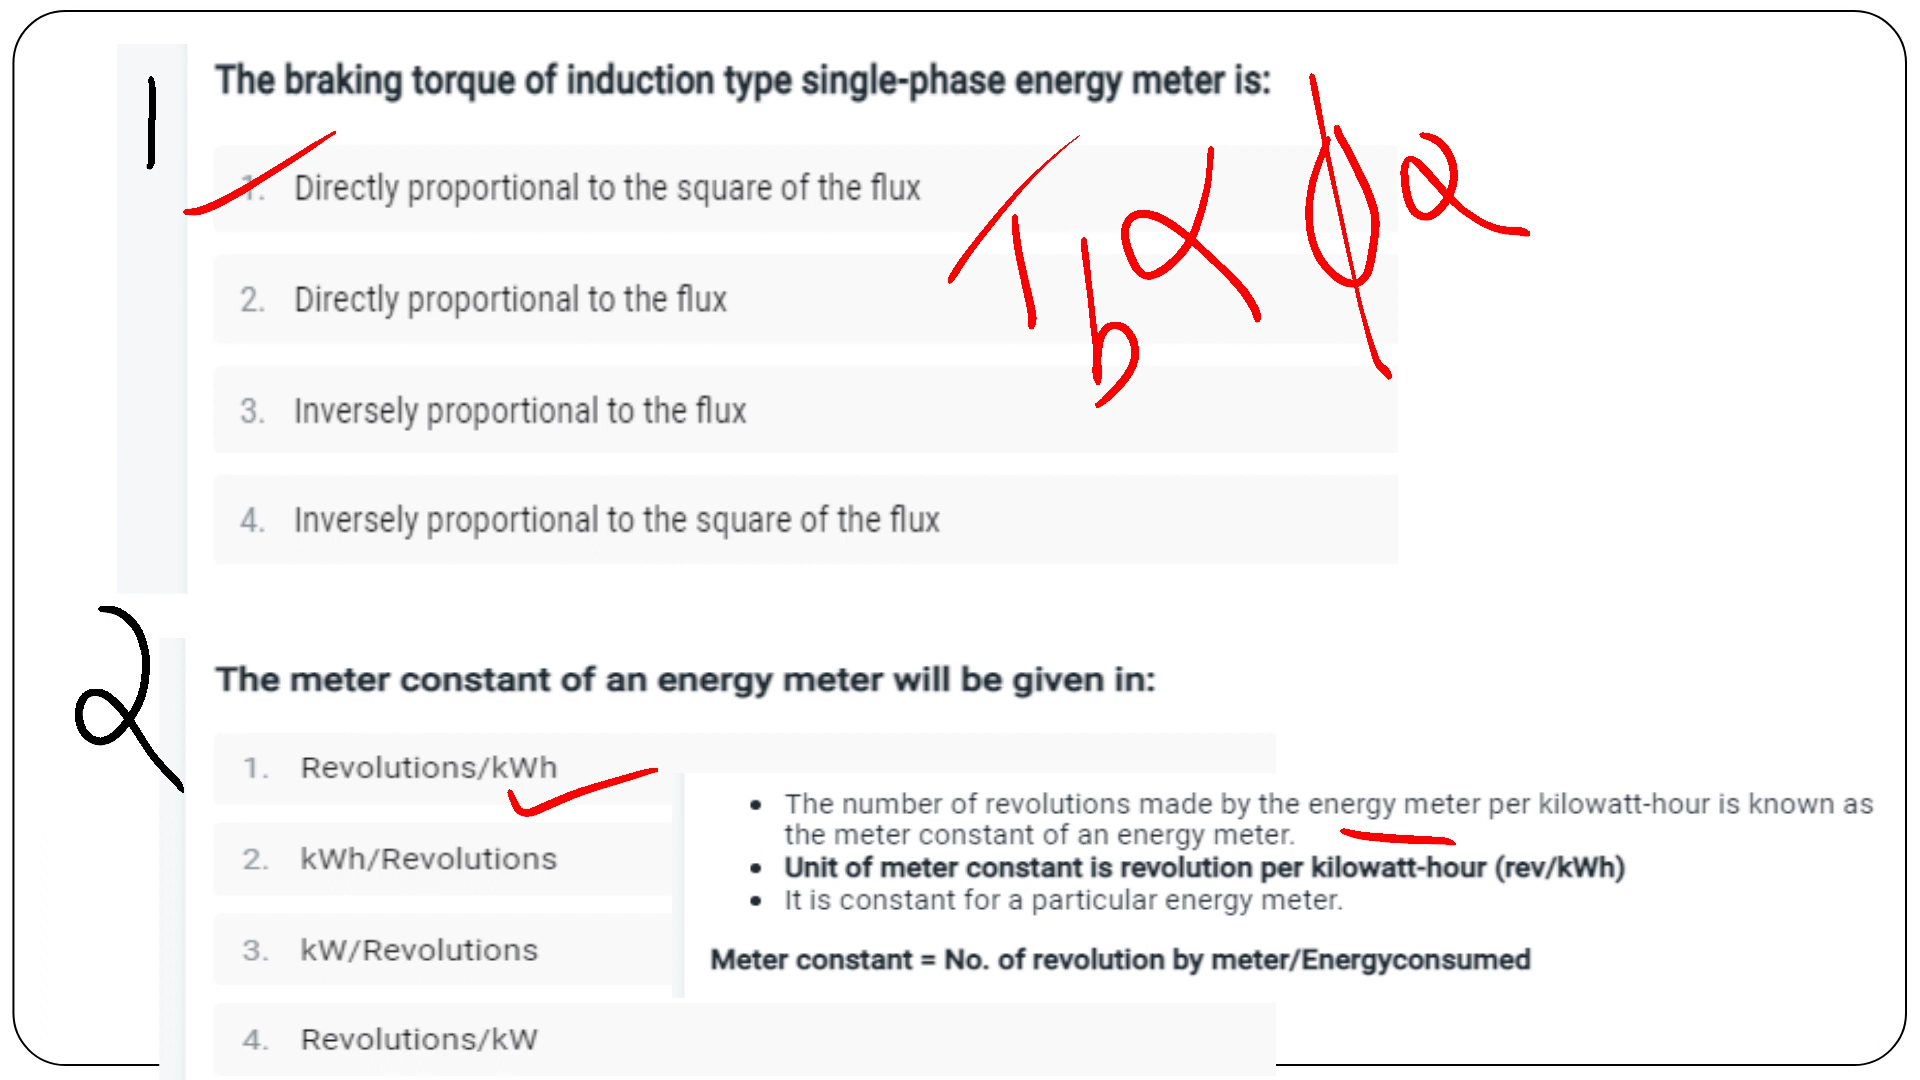 1
The braking torque of induction type single-phase energy meter is:
1. Directly proportional to the square of the flux
T_b ∝ ϕ^2
2. Directly proportional to the flux
3. Inversely proportional to the flux
4. Inversely proportional to the square of the flux
2
The meter constant of an energy meter will be given in:
1. Revolutions/kWh
2. kWh/Revolutions
3. kW/Revolutions
4. Revolutions/kW
• The number of revolutions made by the energy meter per kilowatt-hour is known as
the meter constant of an energy meter.
• Unit of meter constant is revolution per kilowatt-hour (rev/kWh)
• It is constant for a particular energy meter.
Meter constant = No. of revolution by meter/Energyconsumed